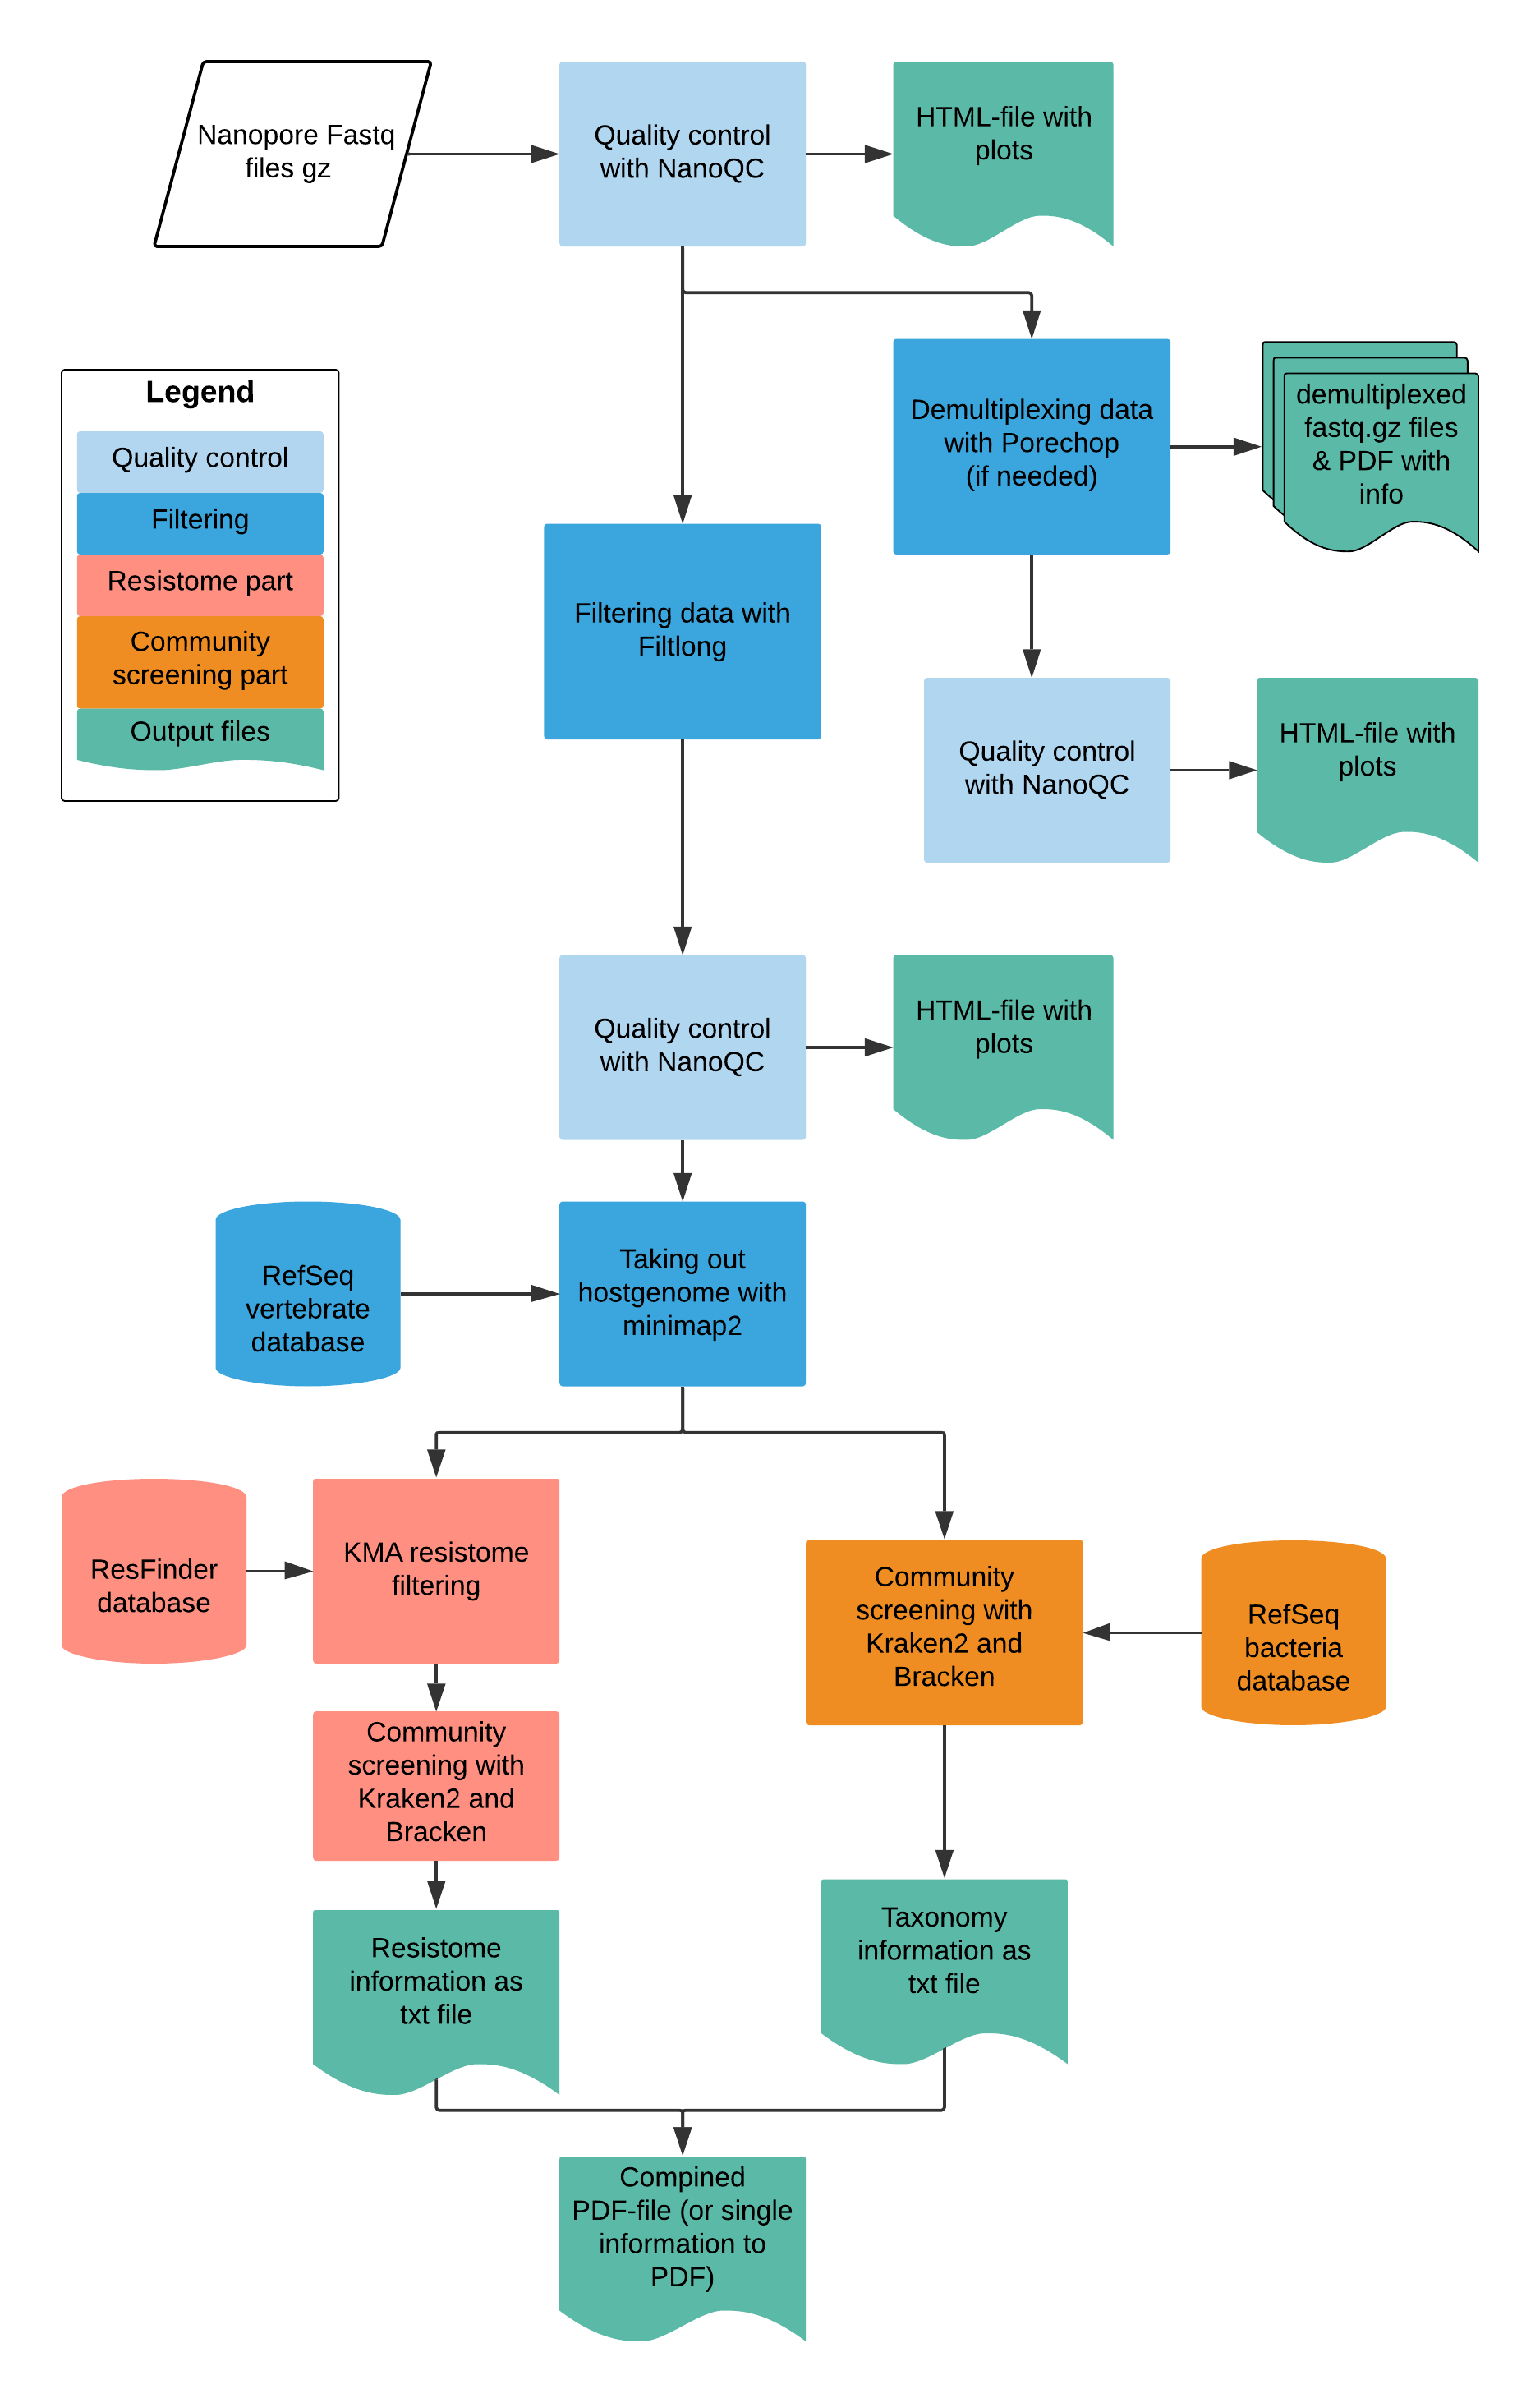 Nanopore Fastq
files gz
Quality control
with NanoQC
HTML-file with
plots
Legend
Quality control
Filtering
Resistome part
Community
screening part
Output files
Demultiplexing data
with Porechop
(if needed)
demultiplexed
fastq.gz files
& PDF with
info
Filtering data with
Filtlong
Quality control
with NanoQC
HTML-file with
plots
Quality control
with NanoQC
HTML-file with
plots
RefSeq
vertebrate
database
Taking out
hostgenome with
minimap2
ResFinder
database
KMA resistome
filtering
Community
screening with
Kraken2 and
Bracken
RefSeq
bacteria
database
Community
screening with
Kraken2 and
Bracken
Resistome
information as
txt file
Taxonomy
information as
txt file
Compined
PDF-file (or single
information to
PDF)